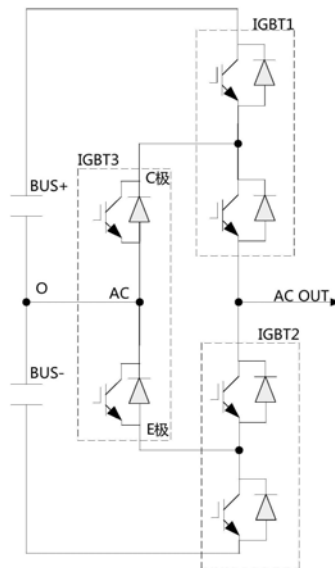 IGBT1
IGBT3
C极
BUS+
O
AC
AC OUT
BUS-
IGBT2
E极